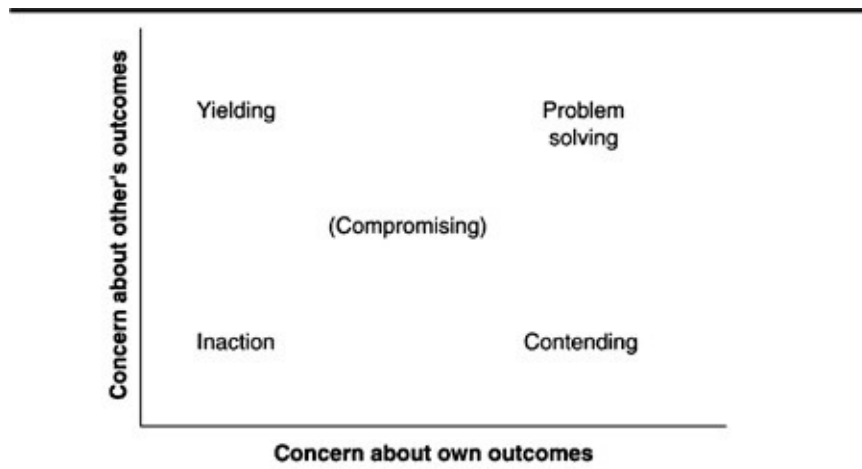 Concern about other's outcomes
Yielding
Problem
solving
(Compromising)
Inaction
Contending
Concern about own outcomes